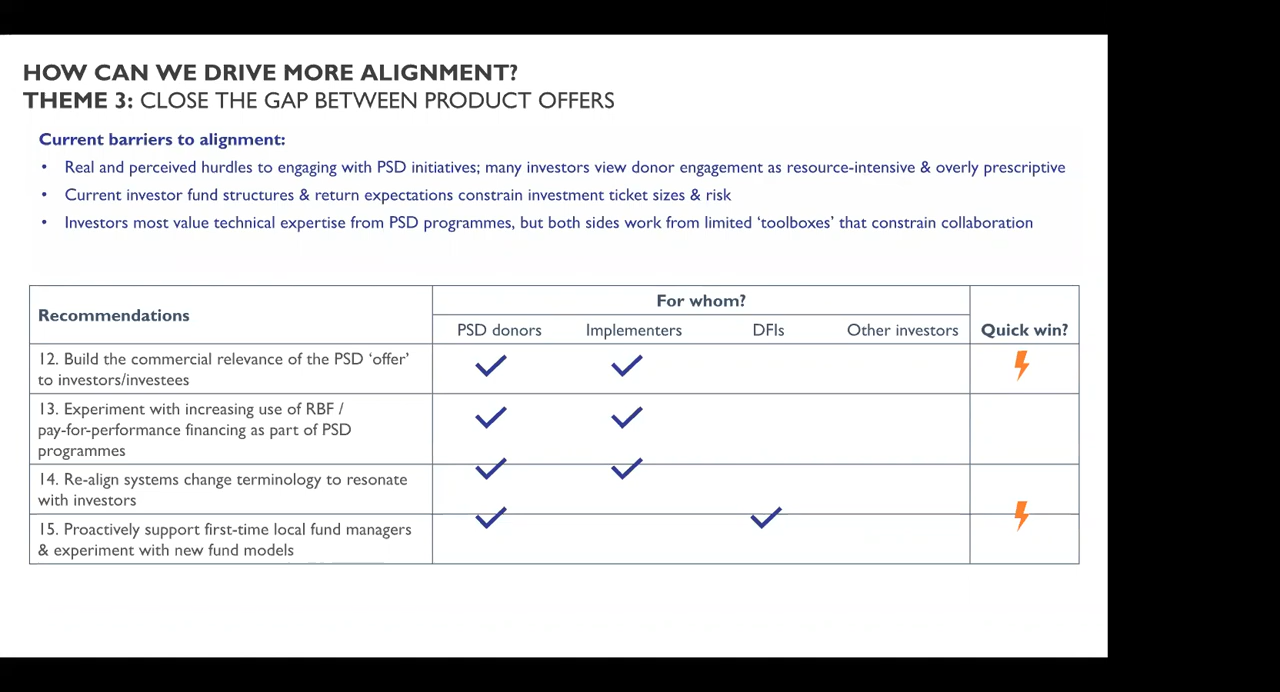 HOW CAN WE DRIVE MORE ALIGNMENT?
THEME 3: CLOSE THE GAP BETWEEN PRODUCT OFFERS
Current barriers to alignment:
• Real and perceived hurdles to engaging with PSD initiatives; many investors view donor engagement as resource-intensive & overly prescriptive
• Current investor fund structures & return expectations constrain investment ticket sizes & risk
• Investors most value technical expertise from PSD programmes, but both sides work from limited ‘toolboxes’ that constrain collaboration
Recommendations
For whom?
PSD donors Implementers DFIs Other investors
Quick win?
12. Build the commercial relevance of the PSD ‘offer’
to investors/investees
13. Experiment with increasing use of RBF /
pay-for-performance financing as part of PSD
programmes
14. Re-align systems change terminology to resonate
with investors
15. Proactively support first-time local fund managers
& experiment with new fund models